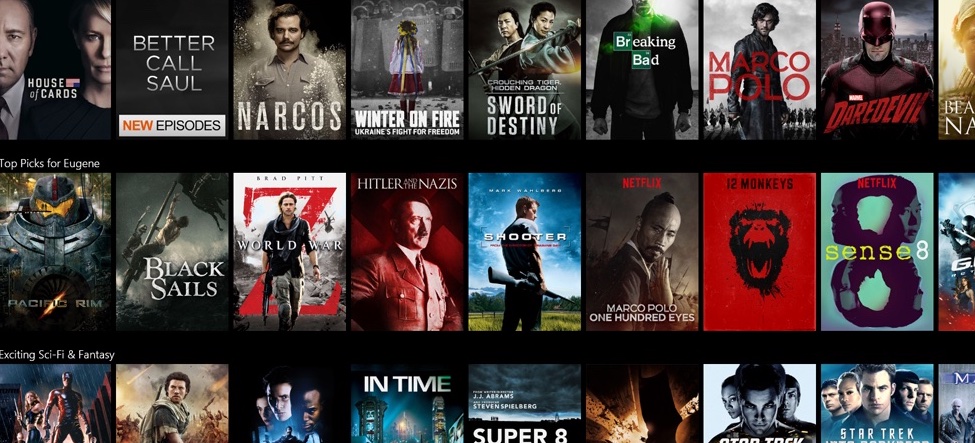 HOUSE
of CARDS
BETTER
CALL
SAUL
NEW EPISODES
NARCOS
WINTER ON FIRE
UKRAINE'S FIGHT FOR FREEDOM
CROUCHING TIGER,
HIDDEN DRAGON
SWORD OF
DESTINY
Breaking
Bad
MARCO
POLO
MARVEL
DAREDEVIL
Top Picks for Eugene
PACIFIC RIM
BLACK
SAILS
BRAD PITT
Z
WORLD WAR
HITLER AND THE NAZIS
MARK WAHLBERG
SHOOTER
NETFLIX
MARCO POLO
ONE HUNDRED EYES
12 MONKEYS
NETFLIX
8
sense8
G.I.
Exciting Sci-Fi & Fantasy
IN TIME
J.J. ABRAMS
STEVEN SPIELBERG
SUPER 8
STAR TREK
STAR TREK